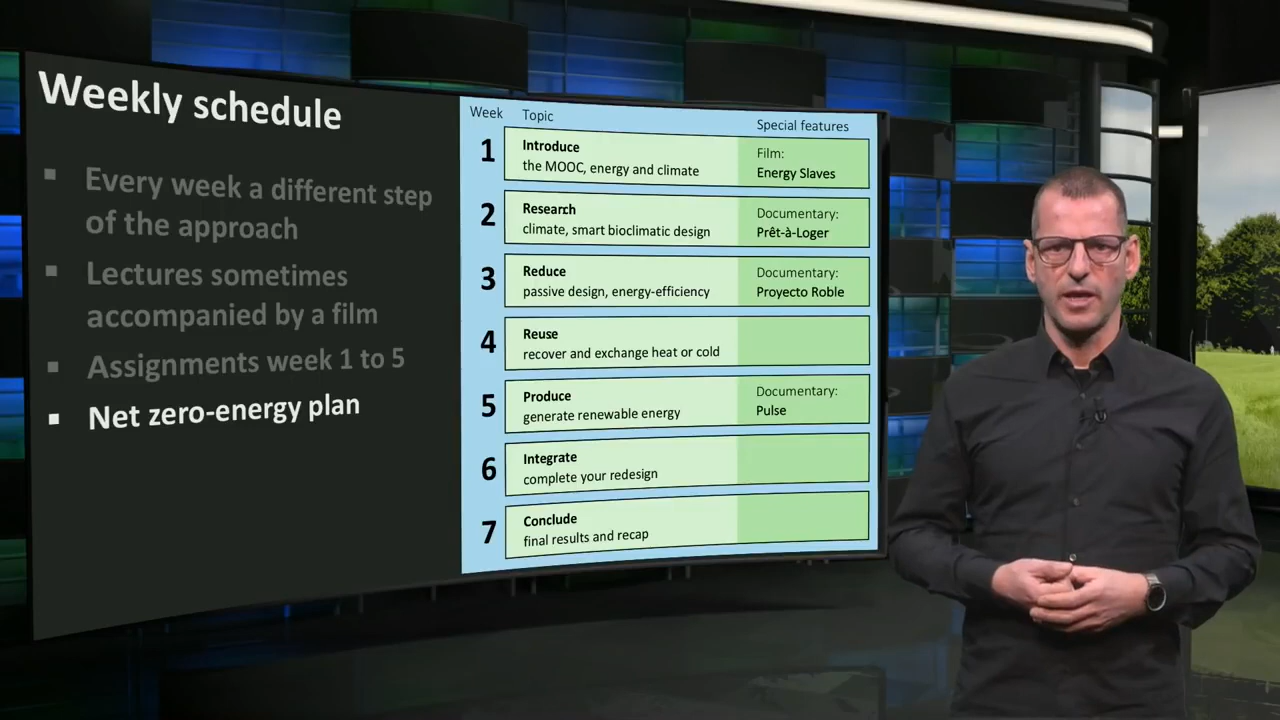 Weekly schedule
▪ Every week a different step
of the approach
▪ Lectures sometimes
accompanied by a film
▪ Assignments week 1 to 5
▪ Net zero-energy plan
Week Topic Special features
1 Introduce
the MOOC, energy and climate
Film:
Energy Slaves
2 Research
climate, smart bioclimatic design
Documentary:
Prêt-à-Loger
3 Reduce
passive design, energy-efficiency
Documentary:
Proyecto Roble
4 Reuse
recover and exchange heat or cold
5 Produce
generate renewable energy
Documentary:
Pulse
6 Integrate
complete your redesign
7 Conclude
final results and recap